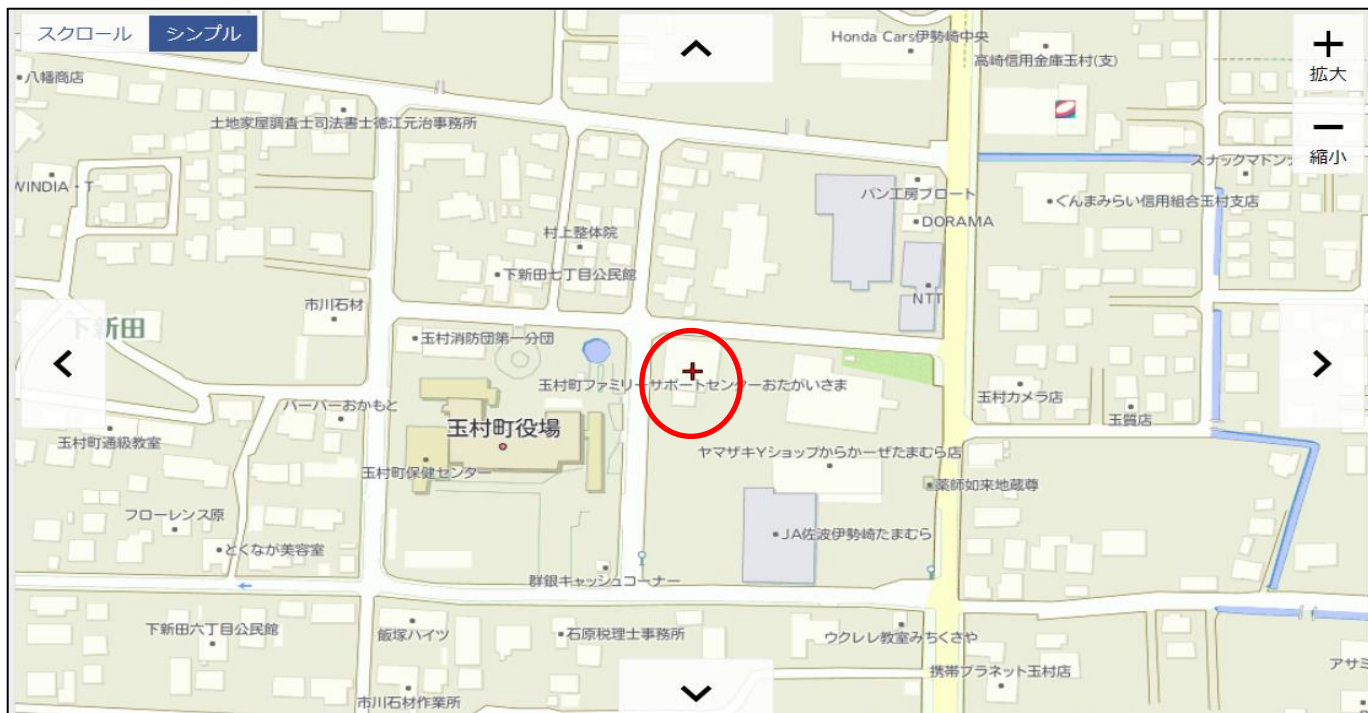 スクロール
シンプル
拡大
縮小
Honda Cars伊勢崎中央
高崎信用金庫玉村(支)
八幡商店
土地家屋調査士司法書士徳江元治事務所
スナックマドンナ
WINDIA・T
パン工房ブロート
ぐんまみらい信用組合玉村支店
DORAMA
村上整体院
下新田七丁目公民館
NTT
市川石材
下新田
玉村消防団第一分団
玉村町ファミリーサポートセンターおたがいさま
玉村カメラ店
バーバーおかもと
玉質店
玉村町役場
玉村町通級教室
ヤマザキYショップからかーぜたまむら店
玉村町保健センター
薬師如来地蔵尊
フローレンス原
JA佐波伊勢崎たまむら
とくなが美容室
群銀キャッシュコーナー
下新田六丁目公民館
飯塚ハイツ
石原税理士事務所
ウクレレ教室みちくさや
携帯プラネット玉村店
アサミ
市川石材作業所